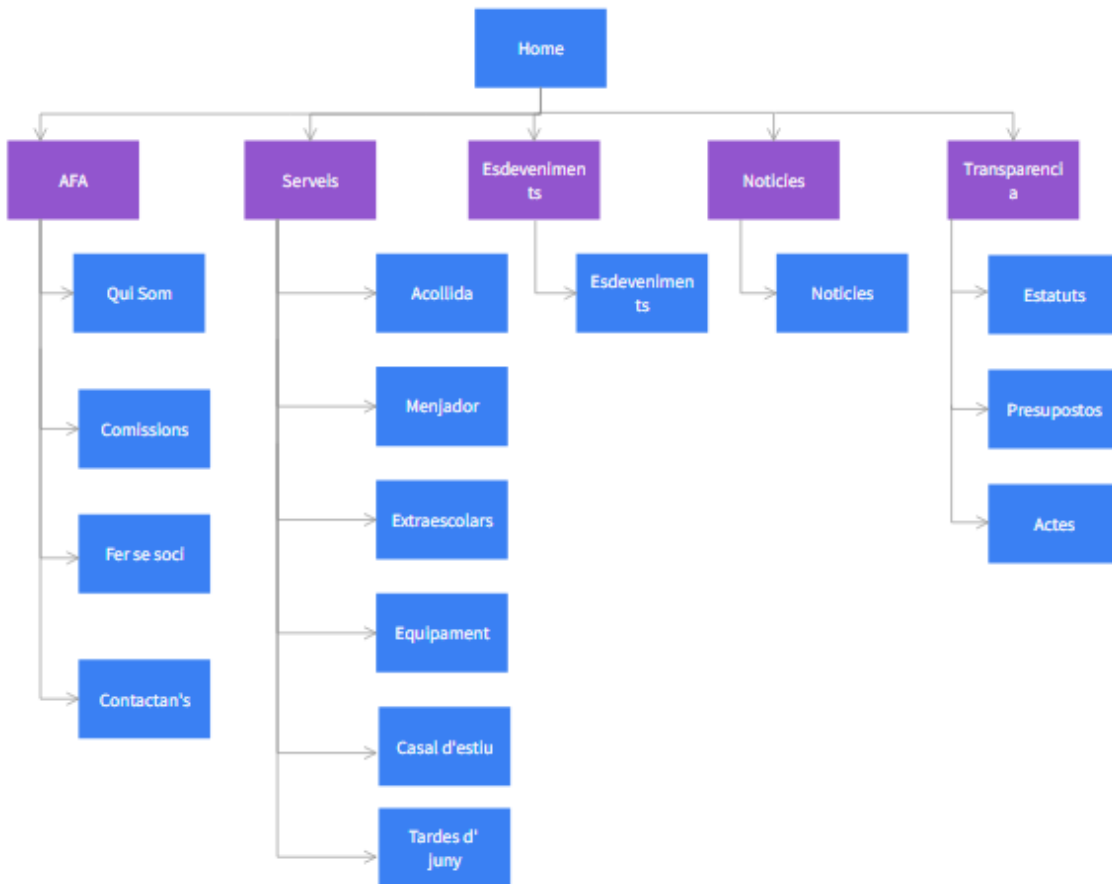 Home
AFA
Serveis
Esdevenimen
ts
Noticies
Transparenci
a
Qui Som
Acollida
Esdevenimen
ts
Noticies
Estatuts
Comissions
Menjador
Presupostos
Fer se soci
Extraescolars
Actes
Equipament
Contactan's
Casal d'estiu
Tardes d'
juny